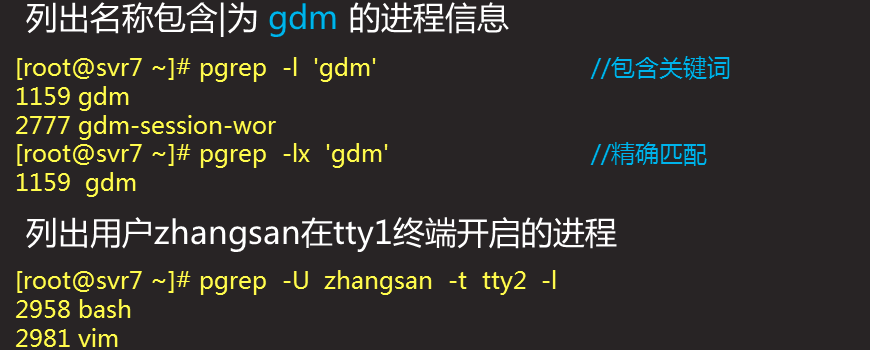 列出名称包含|为 gdm 的进程信息
[root@svr7 ~]# pgrep -l 'gdm' //包含关键词
1159 gdm
2777 gdm-session-wor
[root@svr7 ~]# pgrep -lx 'gdm' //精确匹配
1159 gdm
列出用户zhangsan在tty1终端开启的进程
[root@svr7 ~]# pgrep -U zhangsan -t tty2 -l
2958 bash
2981 vim